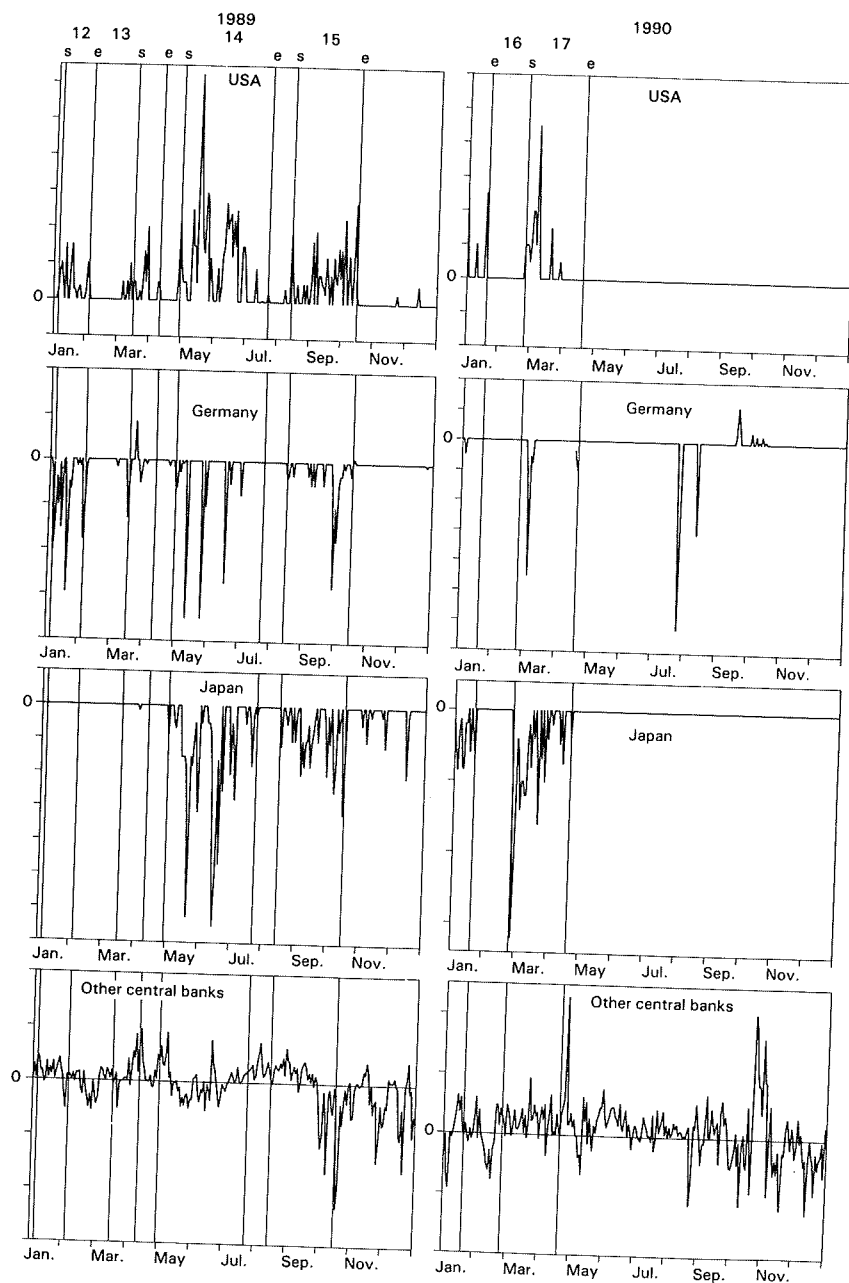 1989
12 13 14 15
s e s e s e s e
USA
0
Jan. Mar. May Jul. Sep. Nov.
Germany
0
Jan. Mar. May Jul. Sep. Nov.
Japan
0
Jan. Mar. May Jul. Sep. Nov.
Other central banks
0
Jan. Mar. May Jul. Sep. Nov.
1990
16 17
e s e
USA
0
Jan. Mar. May Jul. Sep. Nov.
Germany
0
Jan. Mar. May Jul. Sep. Nov.
Japan
0
Jan. Mar. May Jul. Sep. Nov.
Other central banks
0
Jan. Mar. May Jul. Sep. Nov.